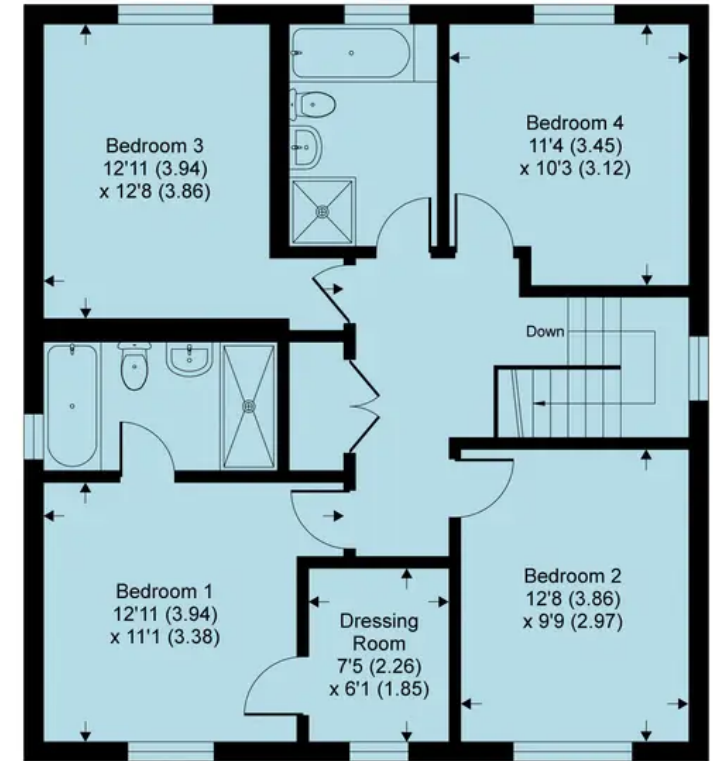 Bedroom 3
12'11 (3.94)
x 12'8 (3.86)
Bedroom 4
11'4 (3.45)
x 10'3 (3.12)
Down
Bedroom 1
12'11 (3.94)
x 11'1 (3.38)
Dressing
Room
7'5 (2.26)
x 6'1 (1.85)
Bedroom 2
12'8 (3.86)
x 9'9 (2.97)